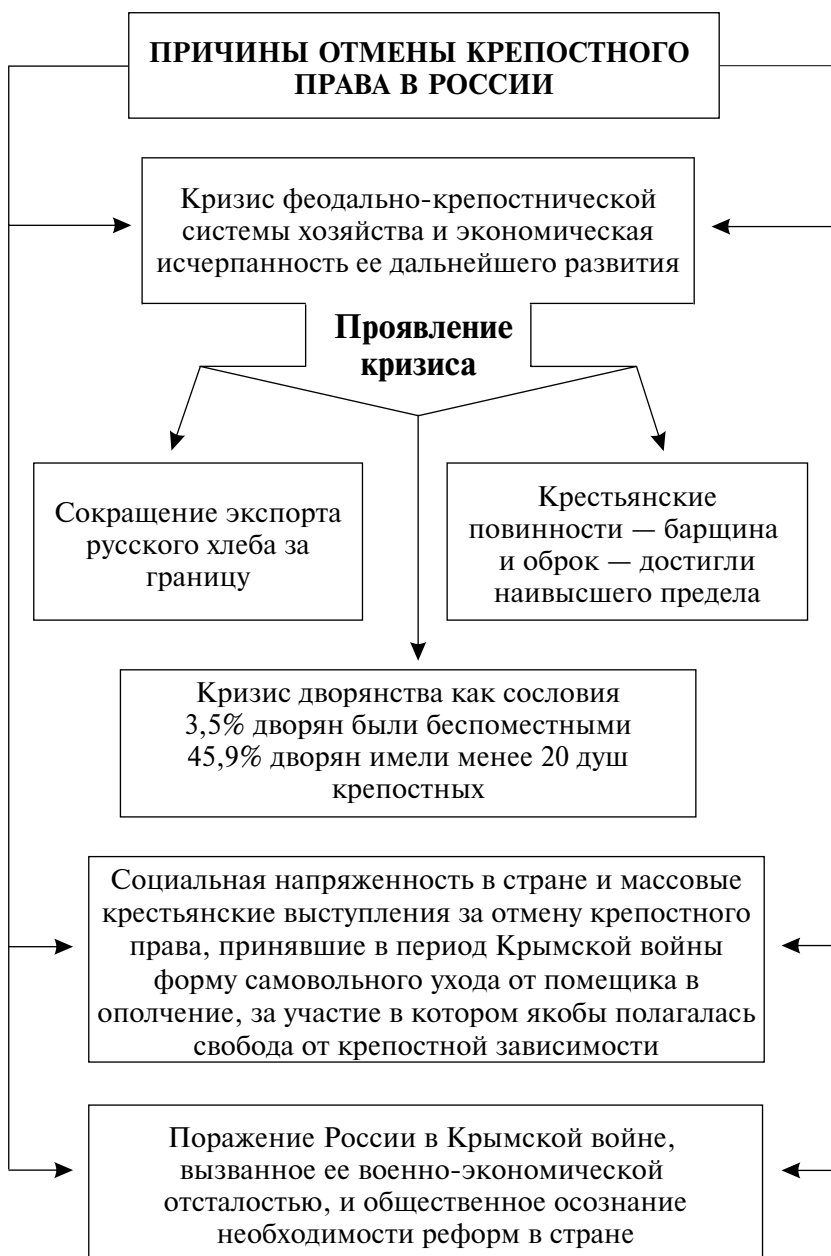 ПРИЧИНЫ ОТМЕНЫ КРЕПОСТНОГО
ПРАВА В РОССИИ
Кризис феодально-крепостнической
системы хозяйства и экономическая
исчерпанность ее дальнейшего развития
Проявление
кризиса
Сокращение экспорта
русского хлеба за
границу
Крестьянские
повинности — барщина
и оброк — достигли
наивысшего предела
Кризис дворянства как сословия
3,5% дворян были беспоместными
45,9% дворян имели менее 20 душ
крепостных
Социальная напряженность в стране и массовые
крестьянские выступления за отмену крепостного
права, принявшие в период Крымской войны
форму самовольного ухода от помещика в
ополчение, за участие в котором якобы полагалась
свобода от крепостной зависимости
Поражение России в Крымской войне,
вызванное ее военно-экономической
отсталостью, и общественное осознание
необходимости реформ в стране